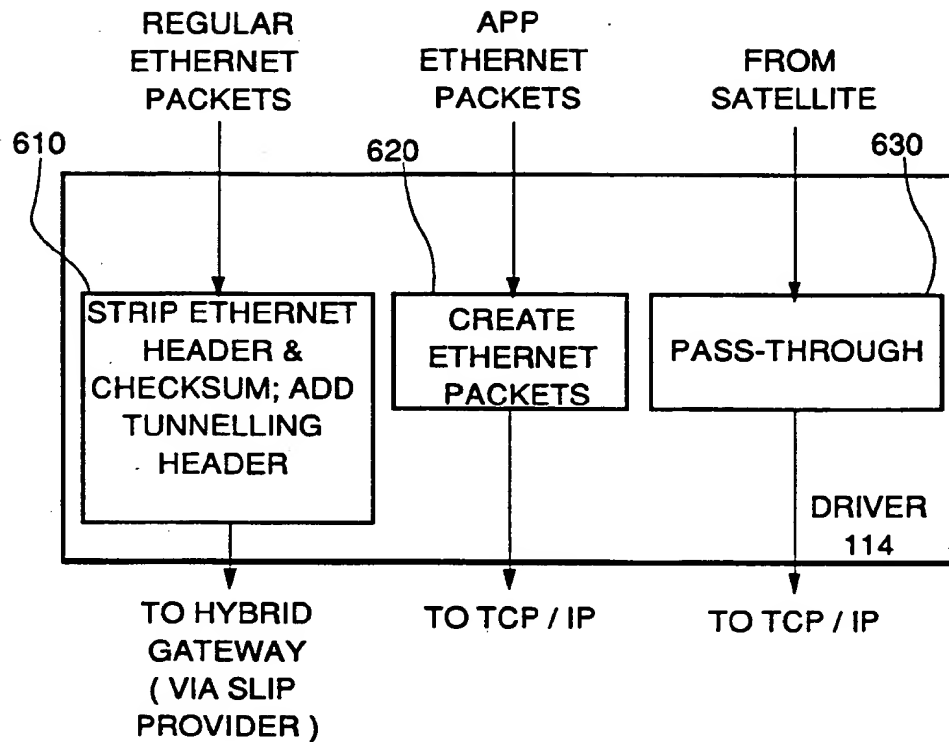 REGULAR
ETHERNET
PACKETS
APP
ETHERNET
PACKETS
FROM
SATELLITE
610
620
630
STRIP ETHERNET
HEADER &
CHECKSUM; ADD
TUNNELLING
HEADER
CREATE
ETHERNET
PACKETS
PASS-THROUGH
DRIVER
114
TO HYBRID
GATEWAY
( VIA SLIP
PROVIDER )
TO TCP / IP
TO TCP / IP